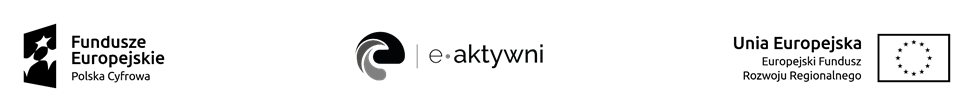 Fundusze
Europejskie
Polska Cyfrowa
e·aktywni
Unia Europejska
Europejski Fundusz
Rozwoju Regionalnego